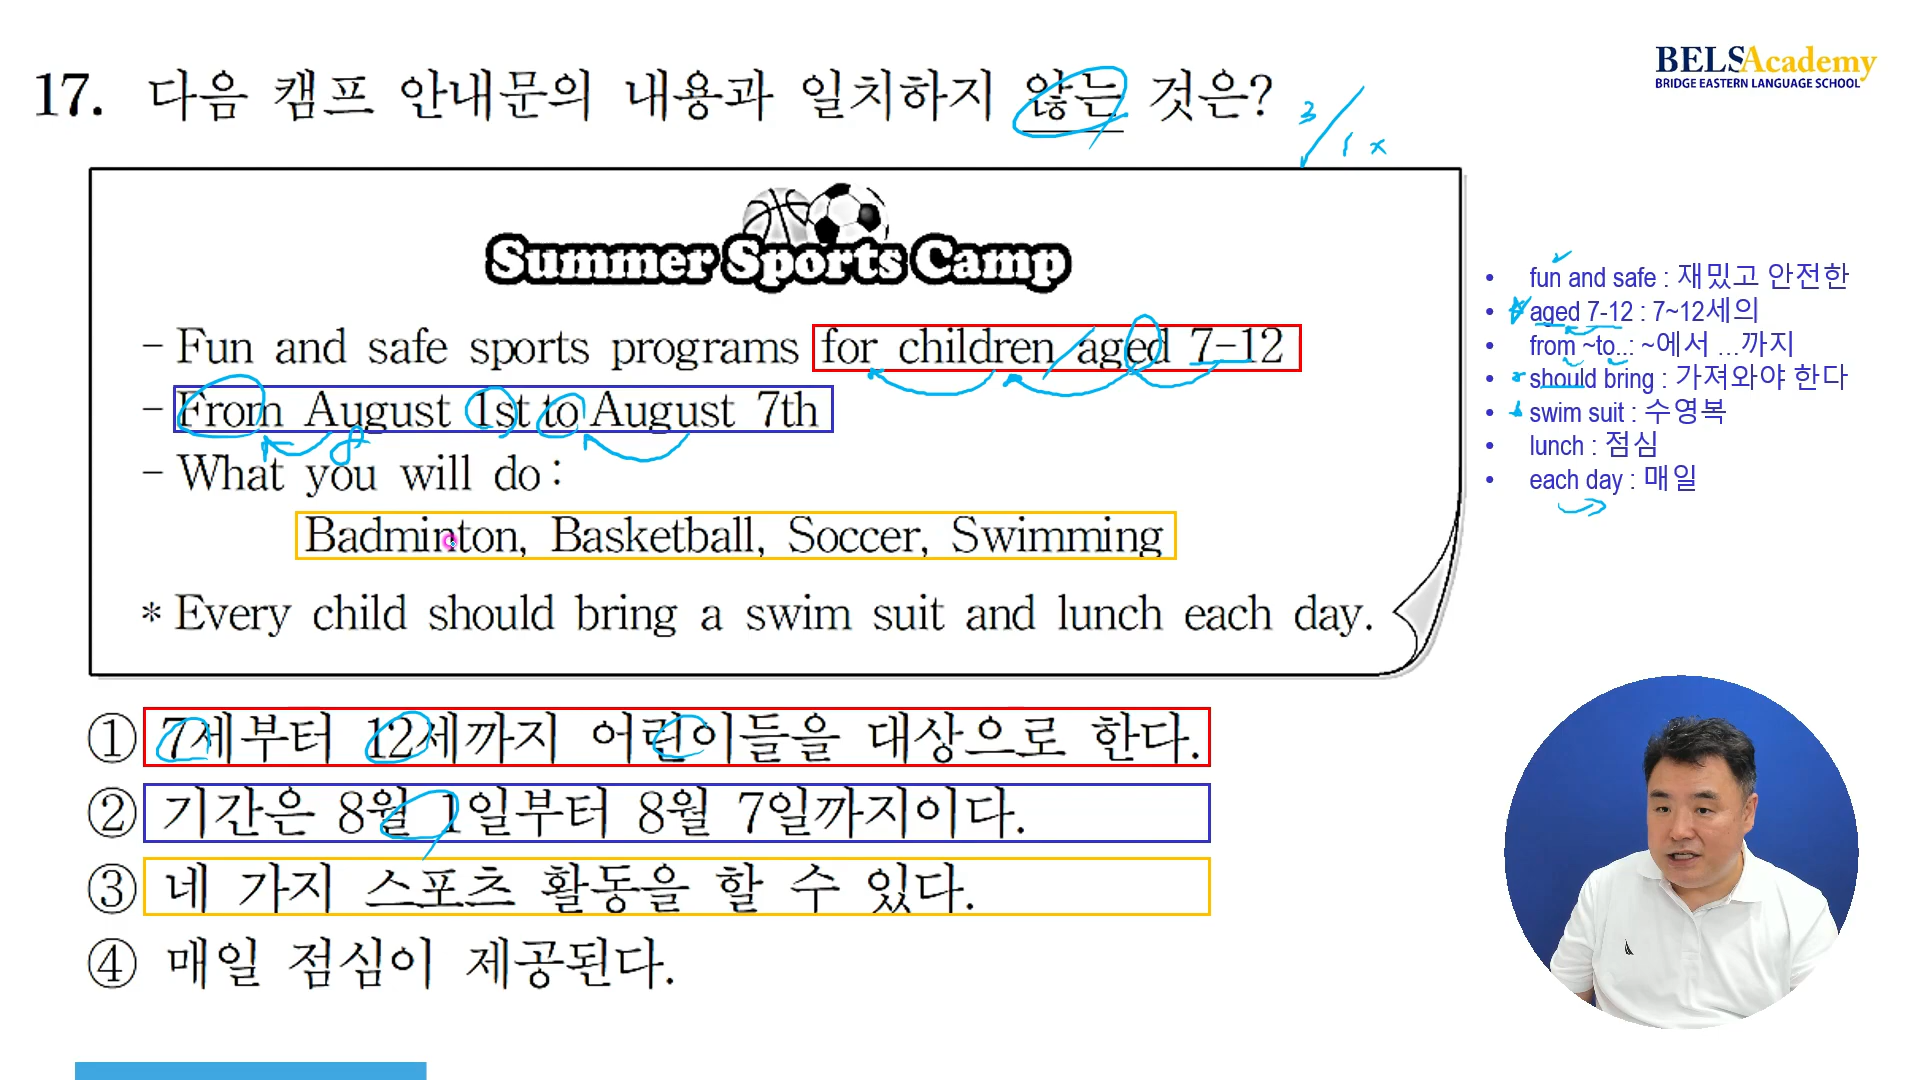 17. 다음 캠프 안내문의 내용과 일치하지 않는 것은?
3 / 1 x
BELSAcademy
BRIDGE EASTERN LANGUAGE SCHOOL
Summer Sports Camp
- Fun and safe sports programs for children aged 7-12
- From August 1st to August 7th
8
- What you will do:
Badminton, Basketball, Soccer, Swimming
* Every child should bring a swim suit and lunch each day.
① 7세부터 12세까지 어린이들을 대상으로 한다.
② 기간은 8월 1일부터 8월 7일까지이다.
③ 네 가지 스포츠 활동을 할 수 있다.
④ 매일 점심이 제공된다.
• fun and safe : 재밌고 안전한
• aged 7-12 : 7~12세의
• from ~to..: ~에서 ...까지
• should bring : 가져와야 한다
• swim suit : 수영복
• lunch : 점심
• each day : 매일